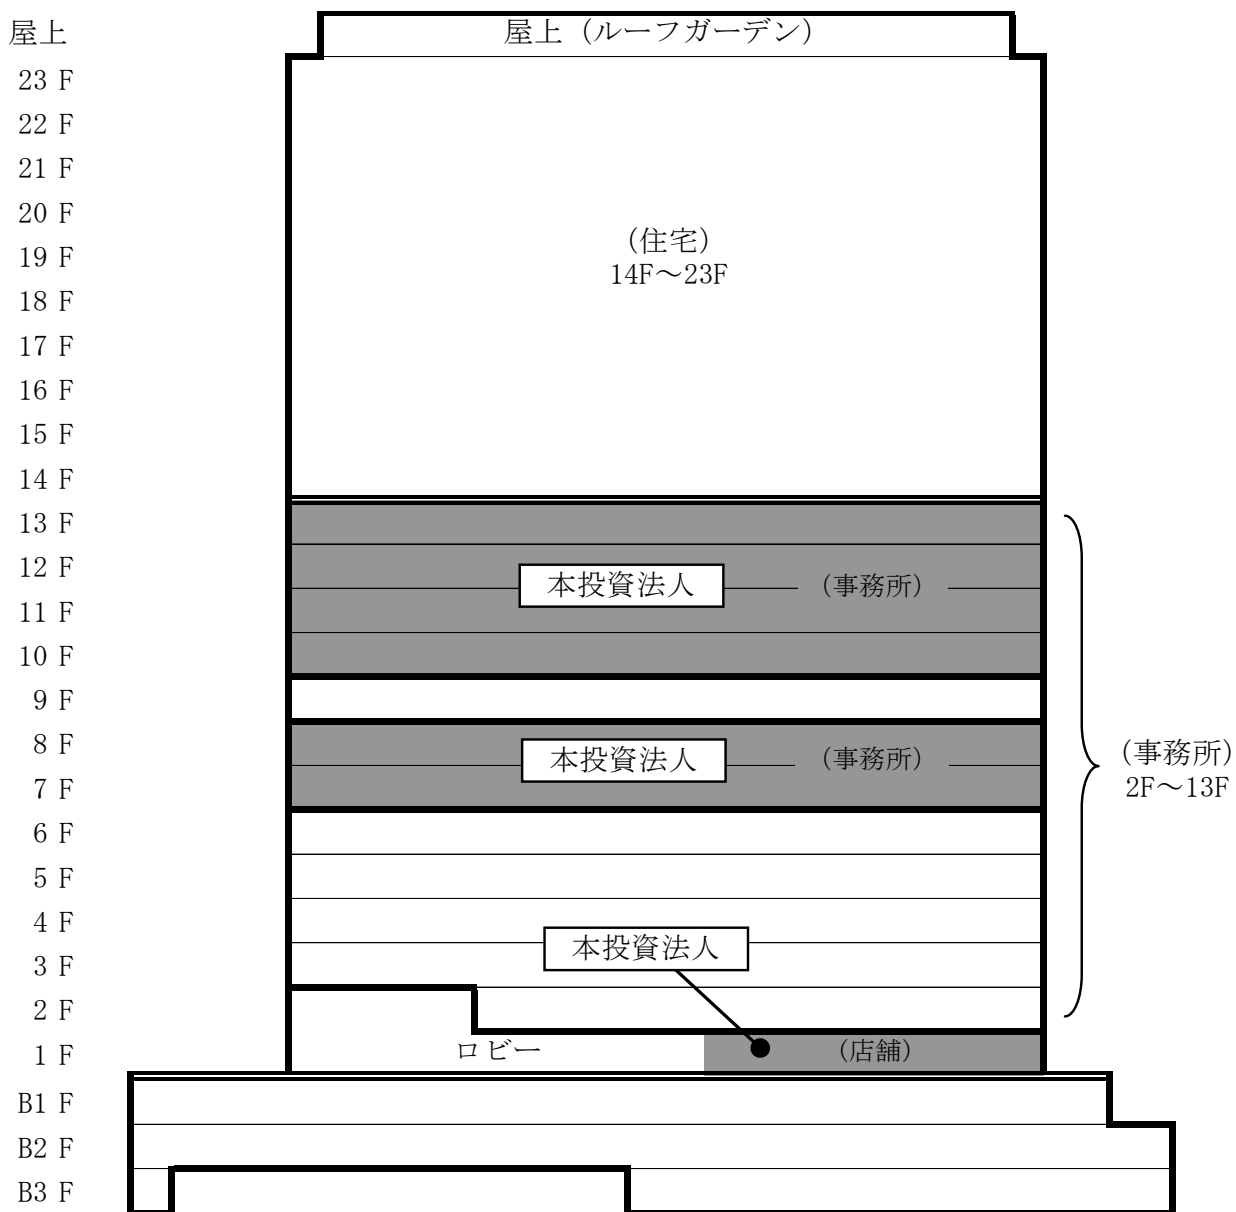 屋上
屋上（ルーフガーデン）
23 F
22 F
21 F
20 F
19 F
（住宅）
14F～23F
18 F
17 F
16 F
15 F
14 F
13 F
12 F
本投資法人
（事務所）
11 F
10 F
9 F
8 F
本投資法人
（事務所）
（事務所）
2F～13F
7 F
6 F
5 F
4 F
本投資法人
3 F
2 F
1 F
ロビー
（店舗）
B1 F
B2 F
B3 F